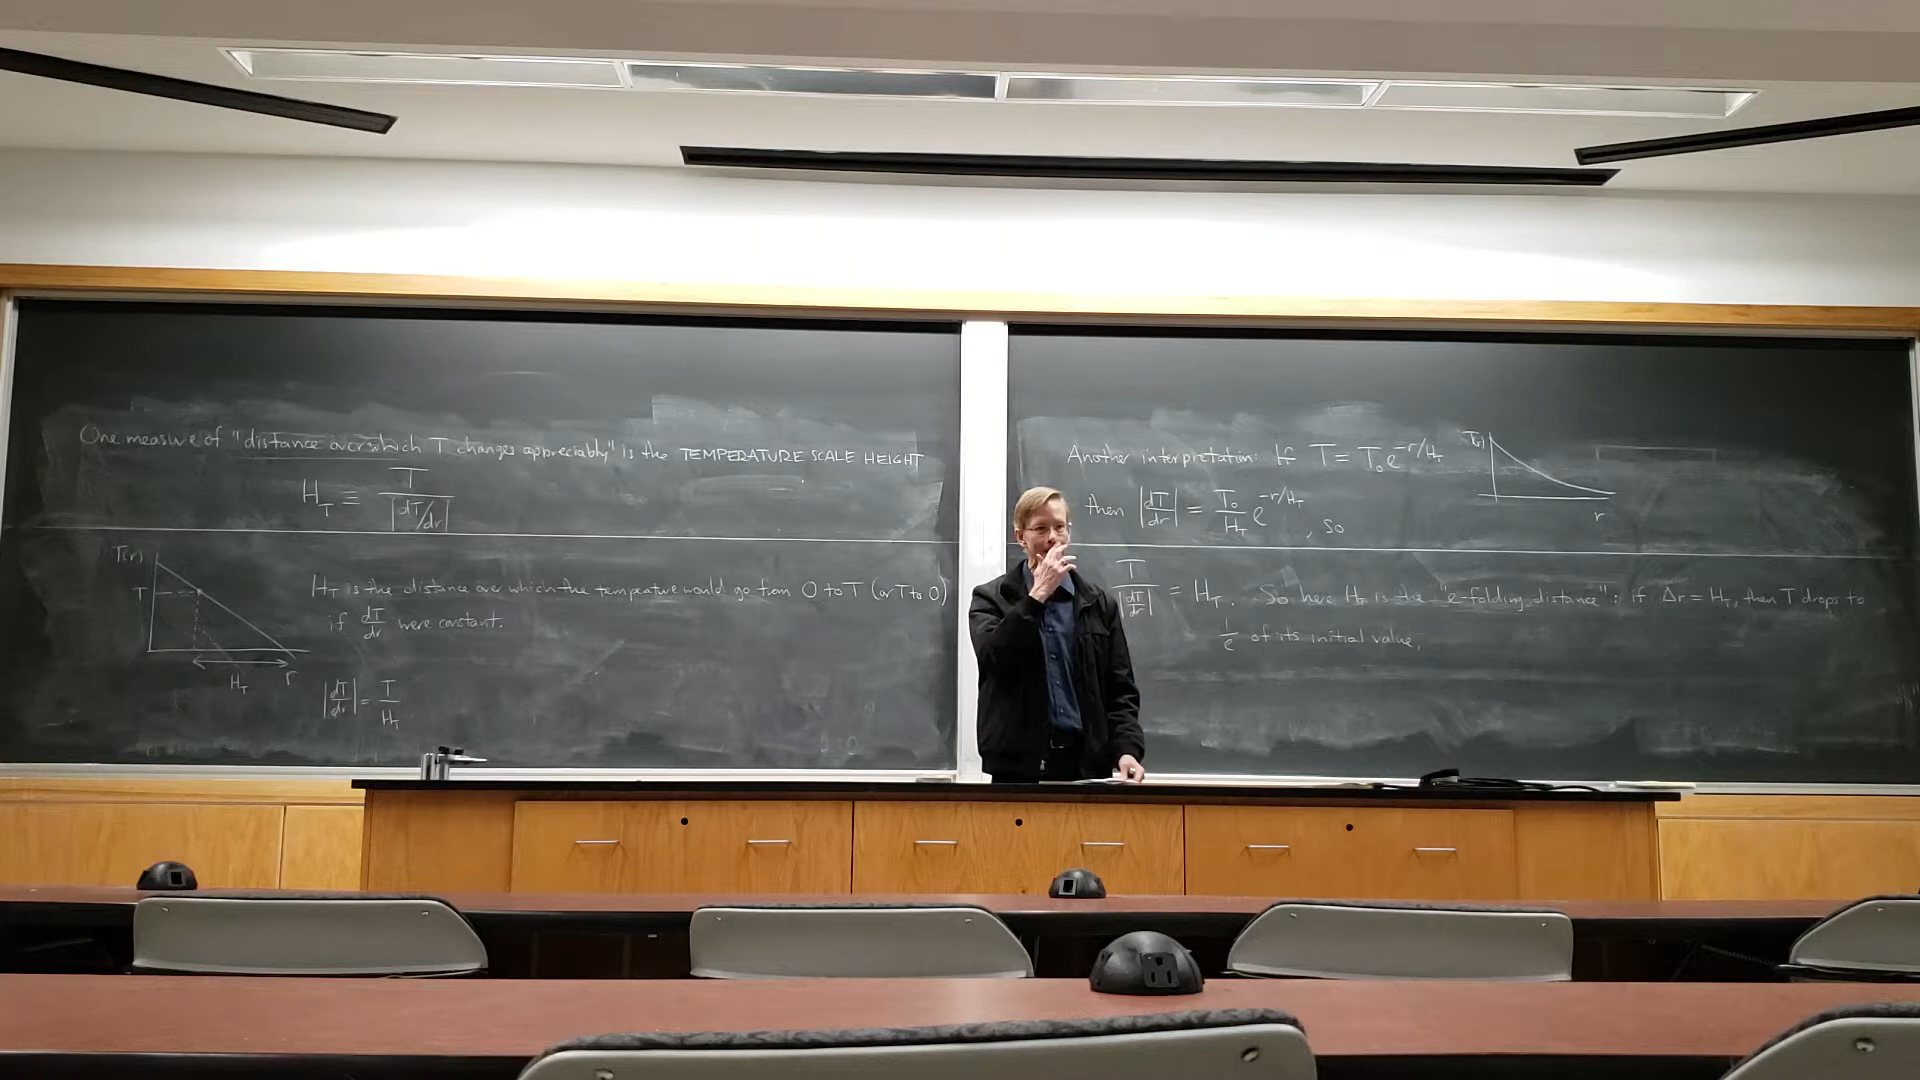 One measure of "distance over which T changes appreciably" is the TEMPERATURE SCALE HEIGHT
H_T ≡ T / |dT/dr|
T(r)
T
H_T is the distance over which the tempeature would go from 0 to T (or T to 0)
if dT/dr were constant.
H_T r
|dT/dr| = T/H_T
Another interpretation: If T = T₀e^(-r/H_T)
T(r)
r
then |dT/dr| = T₀/H_T e^(-r/H_T), so
T / |dT/dr| = H_T. So here H_T is the "e-folding distance": if Δr = H_T, then T drops to
1/e of its initial value.